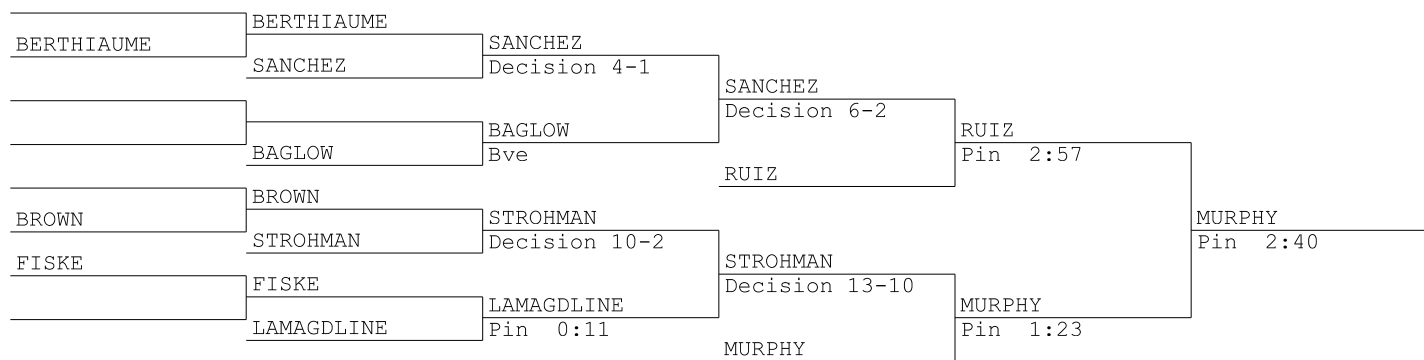 BERTHIAUME
BERTHIAUME
SANCHEZ
SANCHEZ
Decision 4-1
SANCHEZ
Decision 6-2
BAGLOW
BAGLOW
Bve
RUIZ
RUIZ
Pin 2:57
BROWN
BROWN
STROHMAN
STROHMAN
Decision 10-2
MURPHY
Pin 2:40
FISKE
FISKE
STROHMAN
Decision 13-10
LAMAGDLINE
LAMAGDLINE
Pin 0:11
MURPHY
Pin 1:23
MURPHY